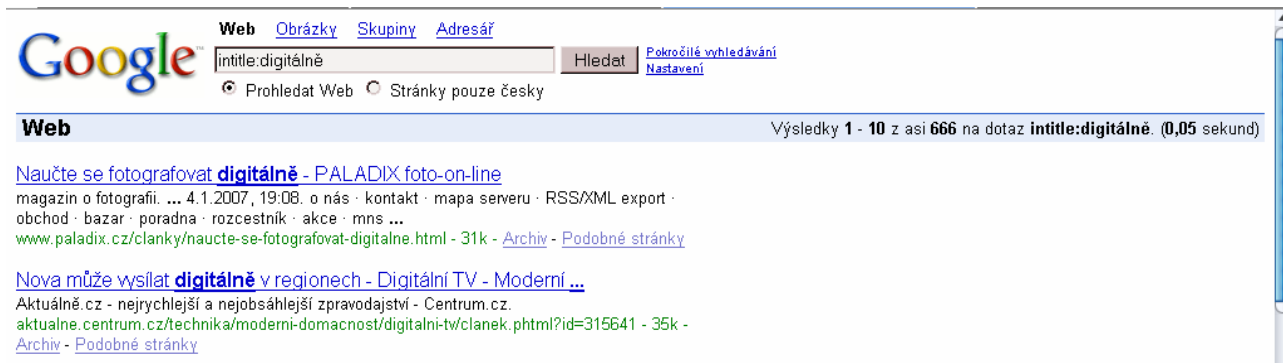 Web Obrázky Skupiny Adresář
Google™
intitle:digitálně Hledat Pokročilé vyhledávání
Nastavení
Prohledat Web Stránky pouze česky
Web Výsledky 1 - 10 z asi 666 na dotaz intitle:digitálně. (0,05 sekund)
Naučte se fotografovat digitálně - PALADIX foto-on-line
magazin o fotografii. ... 4.1.2007, 19:08. o nás · kontakt · mapa serveru · RSS/XML export ·
obchod · bazar · poradna · rozcestník · akce · mns ...
www.paladix.cz/clanky/naucte-se-fotografovat-digitalne.html - 31k - Archiv - Podobné stránky
Nova může vysílat digitálně v regionech - Digitální TV - Moderní ...
Aktuálně.cz - nejrychlejší a nejobsáhlejší zpravodajství - Centrum.cz.
aktualne.centrum.cz/technika/moderni-domacnost/digitalni-tv/clanek.phtml?id=315641 - 35k -
Archiv - Podobné stránky